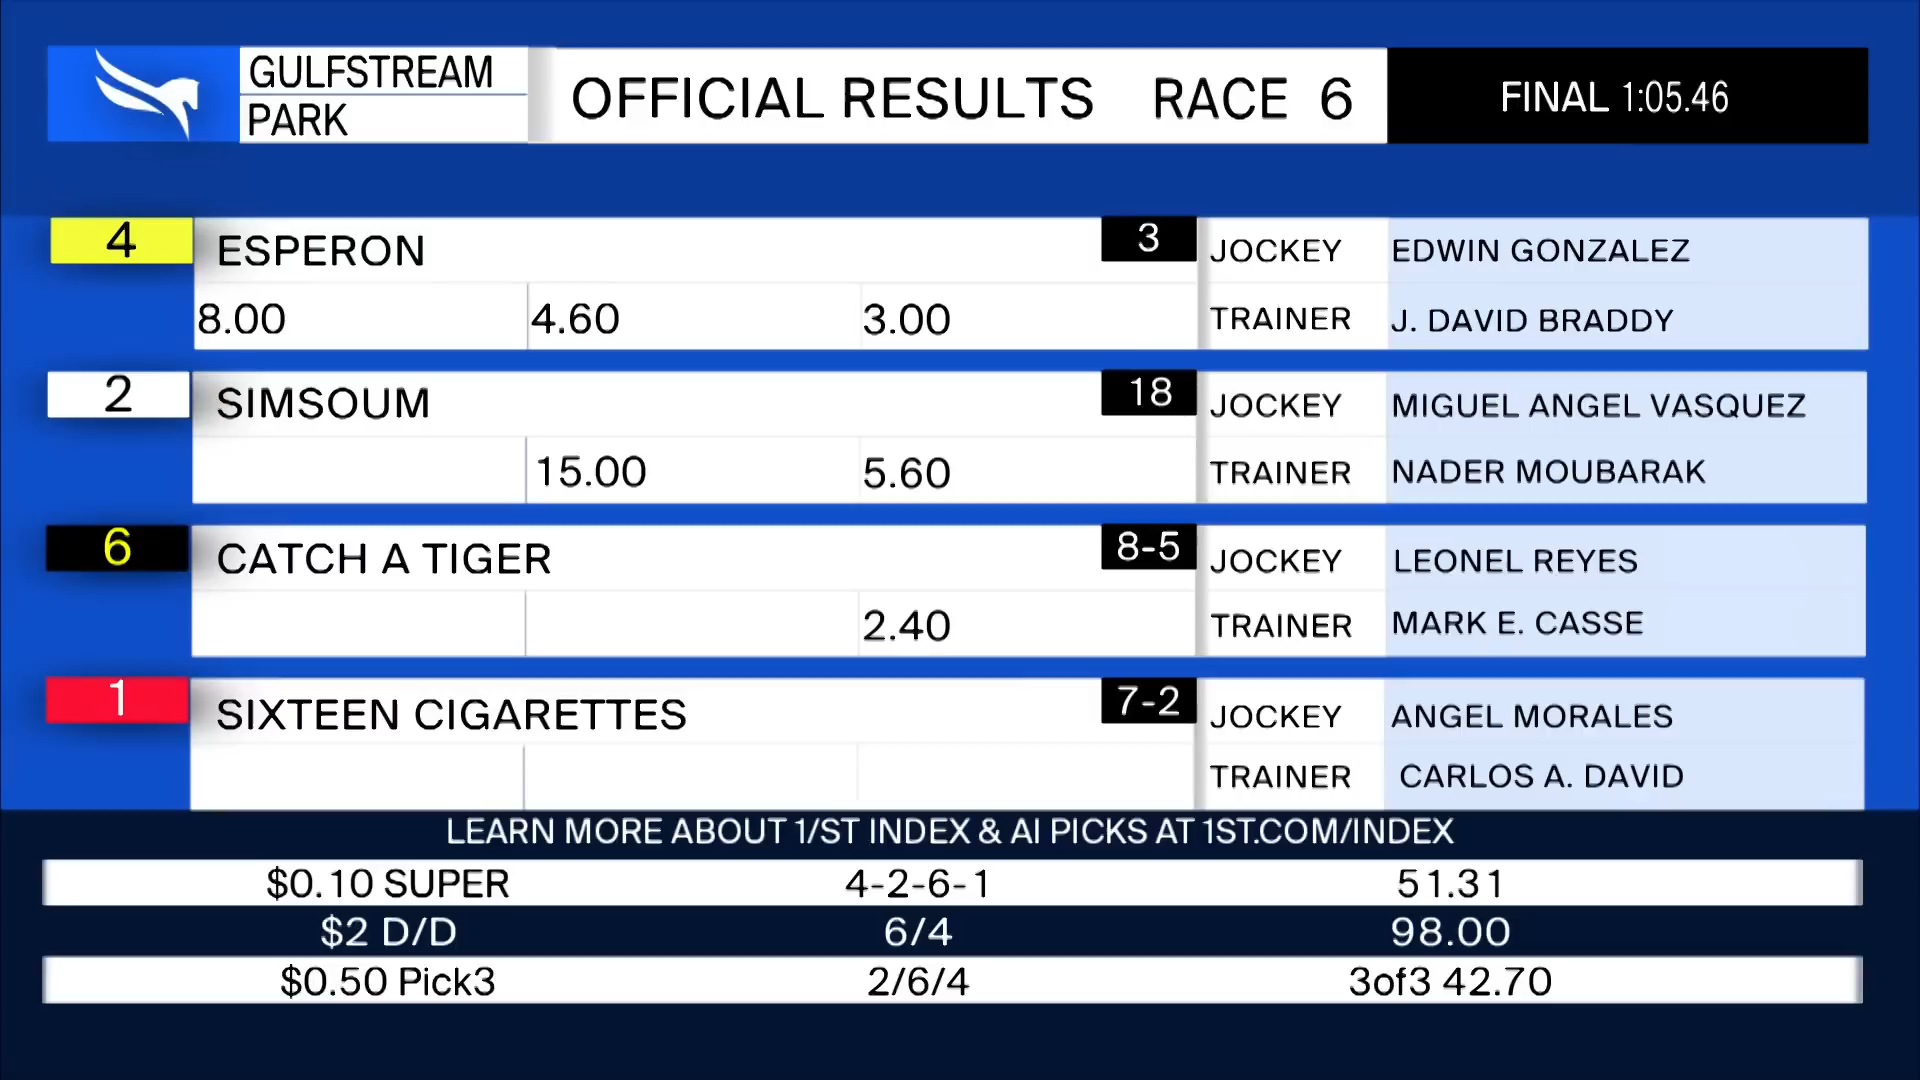 GULFSTREAM
PARK
OFFICIAL RESULTS RACE 6
FINAL 1:05.46
4 ESPERON 3 JOCKEY EDWIN GONZALEZ
8.00 4.60 3.00 TRAINER J. DAVID BRADDY
2 SIMSOUM 18 JOCKEY MIGUEL ANGEL VASQUEZ
15.00 5.60 TRAINER NADER MOUBARAK
6 CATCH A TIGER 8-5 JOCKEY LEONEL REYES
2.40 TRAINER MARK E. CASSE
1 SIXTEEN CIGARETTES 7-2 JOCKEY ANGEL MORALES
TRAINER CARLOS A. DAVID
LEARN MORE ABOUT 1/ST INDEX & AI PICKS AT 1ST.COM/INDEX
$0.10 SUPER 4-2-6-1 51.31
$2 D/D 6/4 98.00
$0.50 Pick3 2/6/4 3of3 42.70